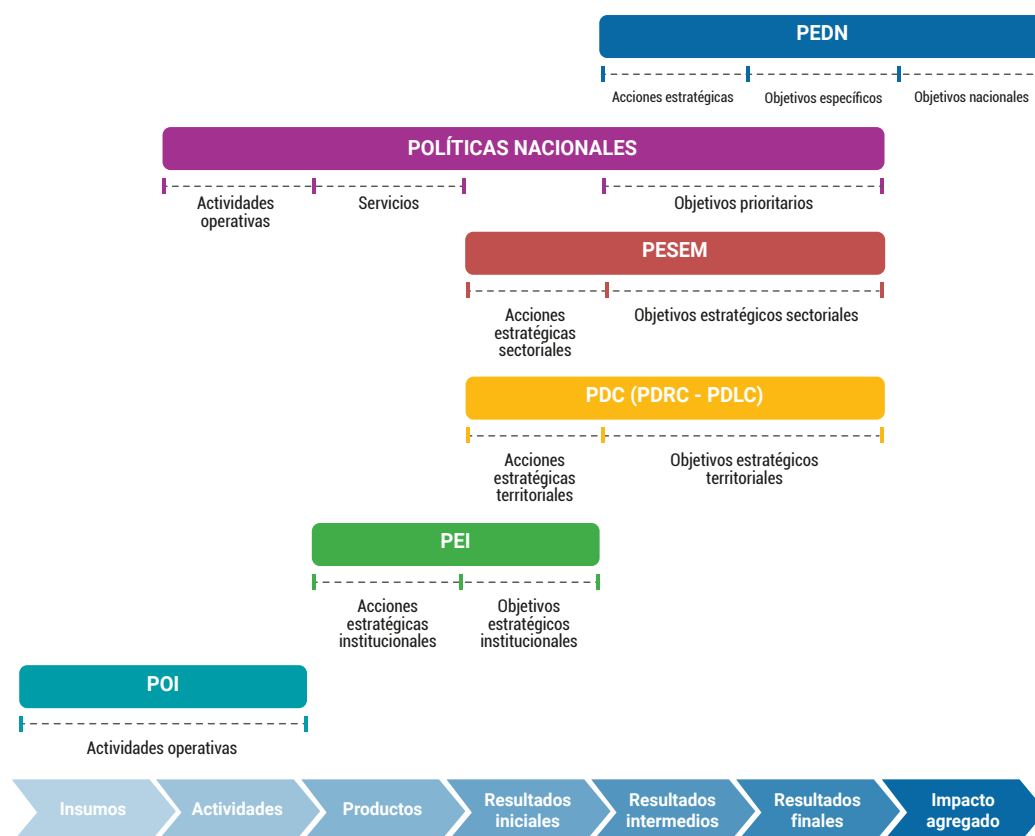 PEDN
Acciones estratégicas
Objetivos específicos
Objetivos nacionales
POLÍTICAS NACIONALES
Actividades
operativas
Servicios
Objetivos prioritarios
PESEM
Acciones
estratégicas
sectoriales
Objetivos estratégicos sectoriales
PDC (PDRC - PDLC)
Acciones
estratégicas
territoriales
Objetivos estratégicos
territoriales
PEI
Acciones
estratégicas
institucionales
Objetivos
estratégicos
institucionales
POI
Actividades operativas
Insumos
Actividades
Productos
Resultados
iniciales
Resultados
intermedios
Resultados
finales
Impacto
agregado